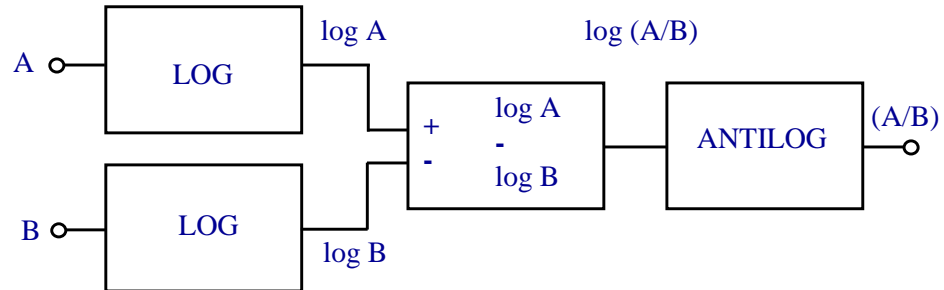 log A
log (A/B)
A
LOG
+
log A
-
-
log B
ANTILOG
(A/B)
B
LOG
log B